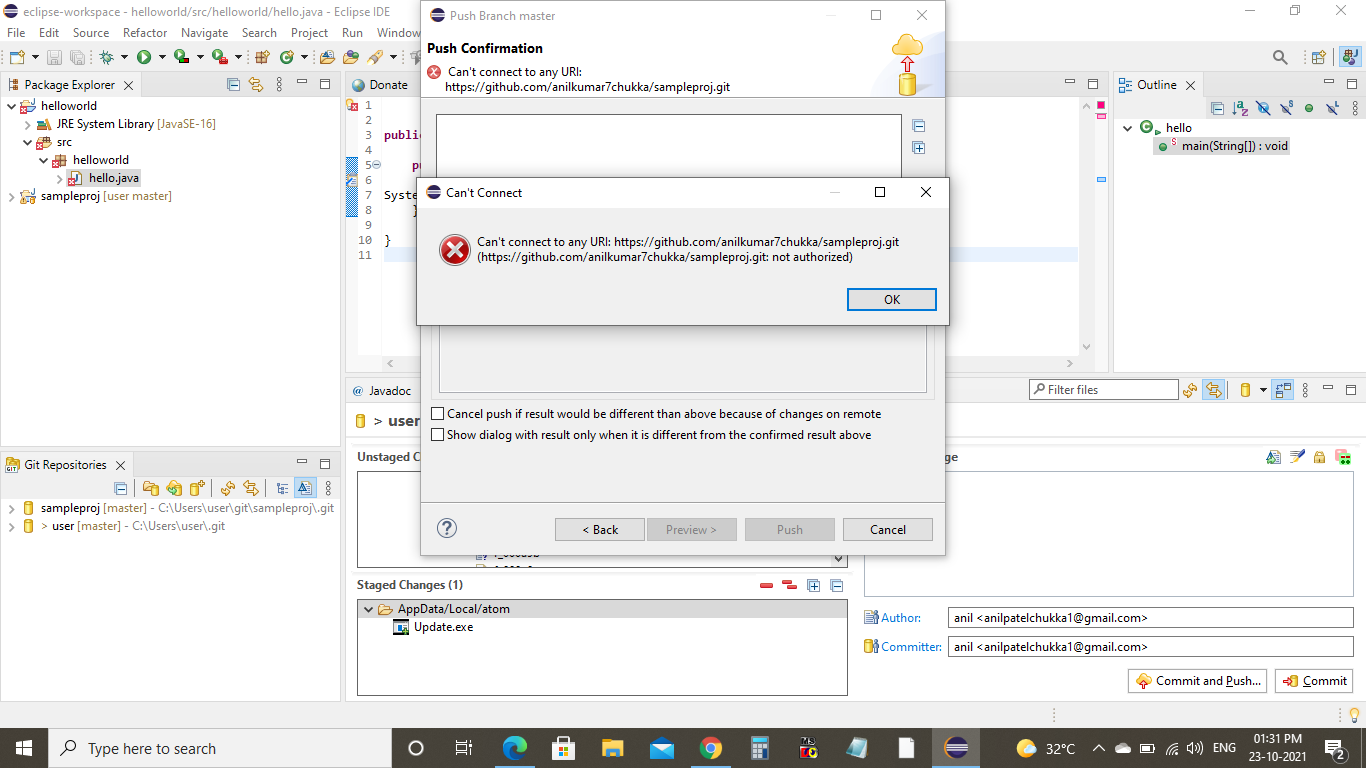 eclipse-workspace - helloworld/src/helloworld/hello.java - Eclipse IDE
File Edit Source Refactor Navigate Search Project Run Window
Package Explorer
helloworld
JRE System Library [JavaSE-16]
src
helloworld
hello.java
sampleproj [user master]
Git Repositories
sampleproj [master] - C:\Users\user\git\sampleproj\.git
> user [master] - C:\Users\user\.git
Donate
1
2
3 public
4
5
6
7 Syst
8 }
9
10 }
11
Push Branch master
Push Confirmation
Can't connect to any URI:
https://github.com/anilkumar7chukka/sampleproj.git
Can't Connect
Can't connect to any URI: https://github.com/anilkumar7chukka/sampleproj.git
(https://github.com/anilkumar7chukka/sampleproj.git: not authorized)
OK
Cancel push if result would be different than above because of changes on remote
Show dialog with result only when it is different from the confirmed result above
< Back Preview > Push Cancel
Outline
hello
main(String[]) : void
Javadoc
Filter files
> user
Unstaged C
ge
Staged Changes (1)
AppData/Local/atom
Update.exe
Author: anil <anilpatelchukka1@gmail.com>
Committer: anil <anilpatelchukka1@gmail.com>
Commit and Push... Commit
Type here to search
32°C
ENG
01:31 PM
23-10-2021
2